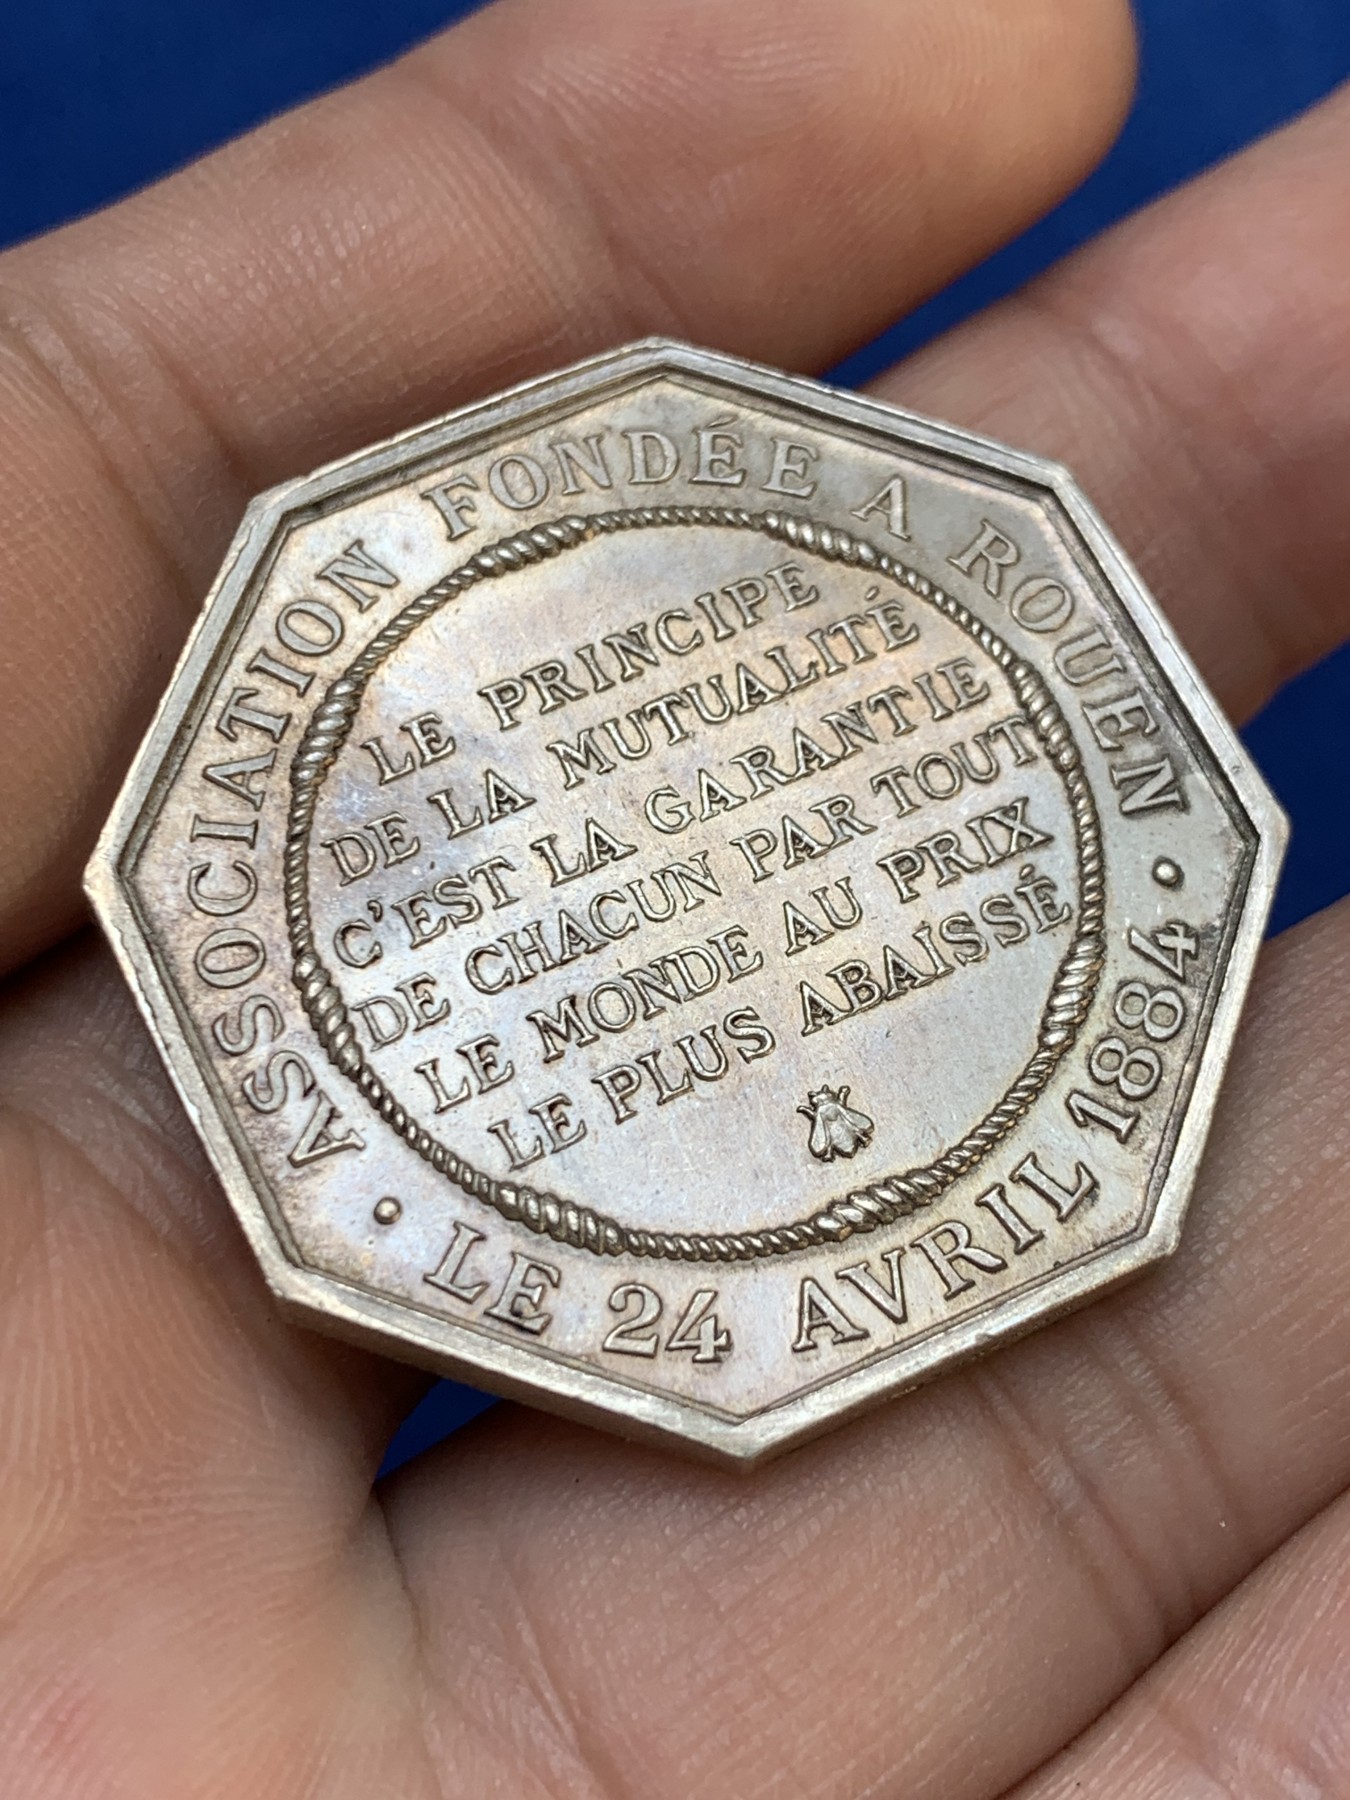 ASSOCIATION FONDÉE A ROUEN
LE PRINCIPE
DE LA MUTUALITÉ
C'EST LA GARANTIE
DE CHACUN PAR TOUT
LE MONDE AU PRIX
LE PLUS ABAISSÉ
• LE 24 AVRIL 1884 •